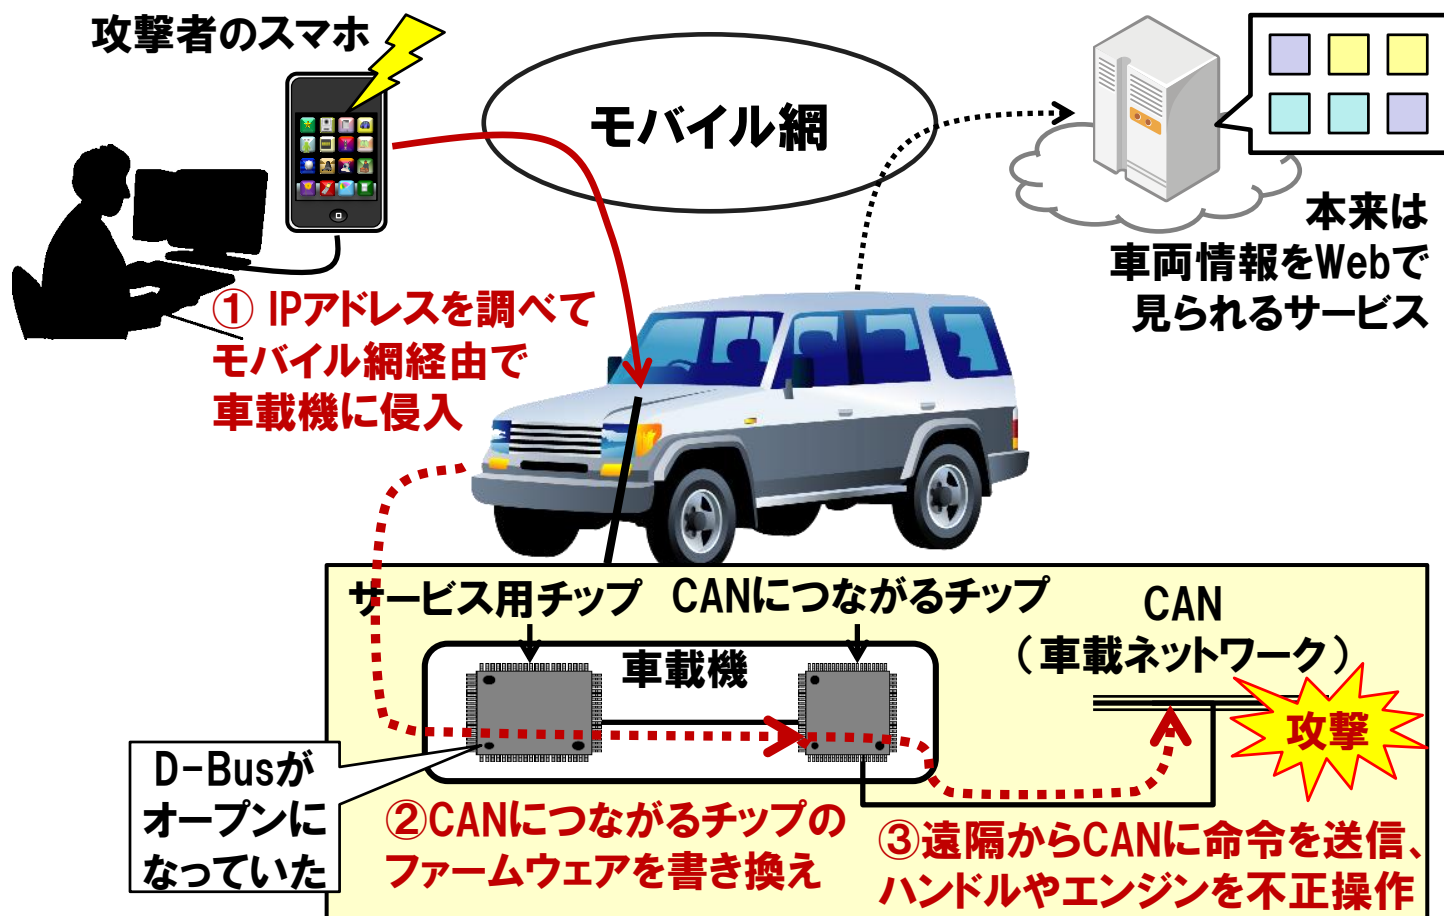 攻撃者のスマホ
モバイル網
本来は
車両情報をWebで
見られるサービス
① IPアドレスを調べて
モバイル網経由で
車載機に侵入
サービス用チップ
CANにつながるチップ
CAN
（車載ネットワーク）
車載機
攻撃
D-Busが
オープンに
なっていた
②CANにつながるチップの
ファームウェアを書き換え
③遠隔からCANに命令を送信、
ハンドルやエンジンを不正操作